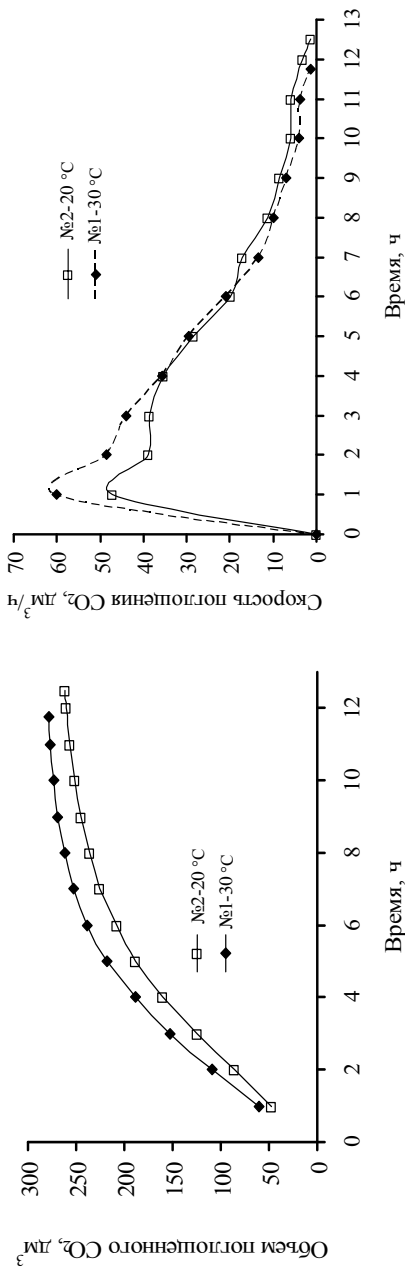 Объем поглощенного CO₂, дм³
300
250
200
150
100
50
0
0 2 4 6 8 10 12
Время, ч
№2-20 °C
№1-30 °C
Скорость поглощения CO₂, дм³/ч
70
60
50
40
30
20
10
0
0 1 2 3 4 5 6 7 8 9 10 11 12 13
Время, ч
№2-20 °C
№1-30 °C